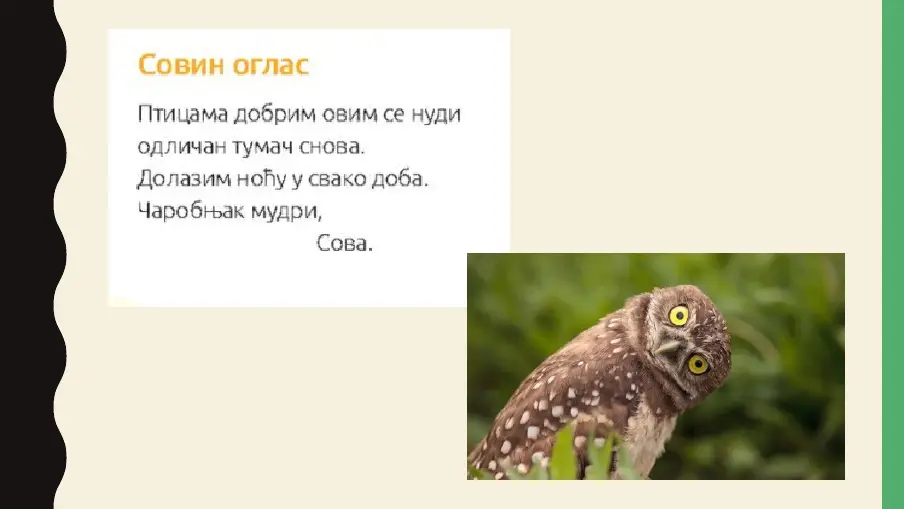 Совин оглас
Птицама добрим овим се нуди
одличан тумач снова.
Долазим ноћу у свако доба.
Чаробњак мудри,
Сова.